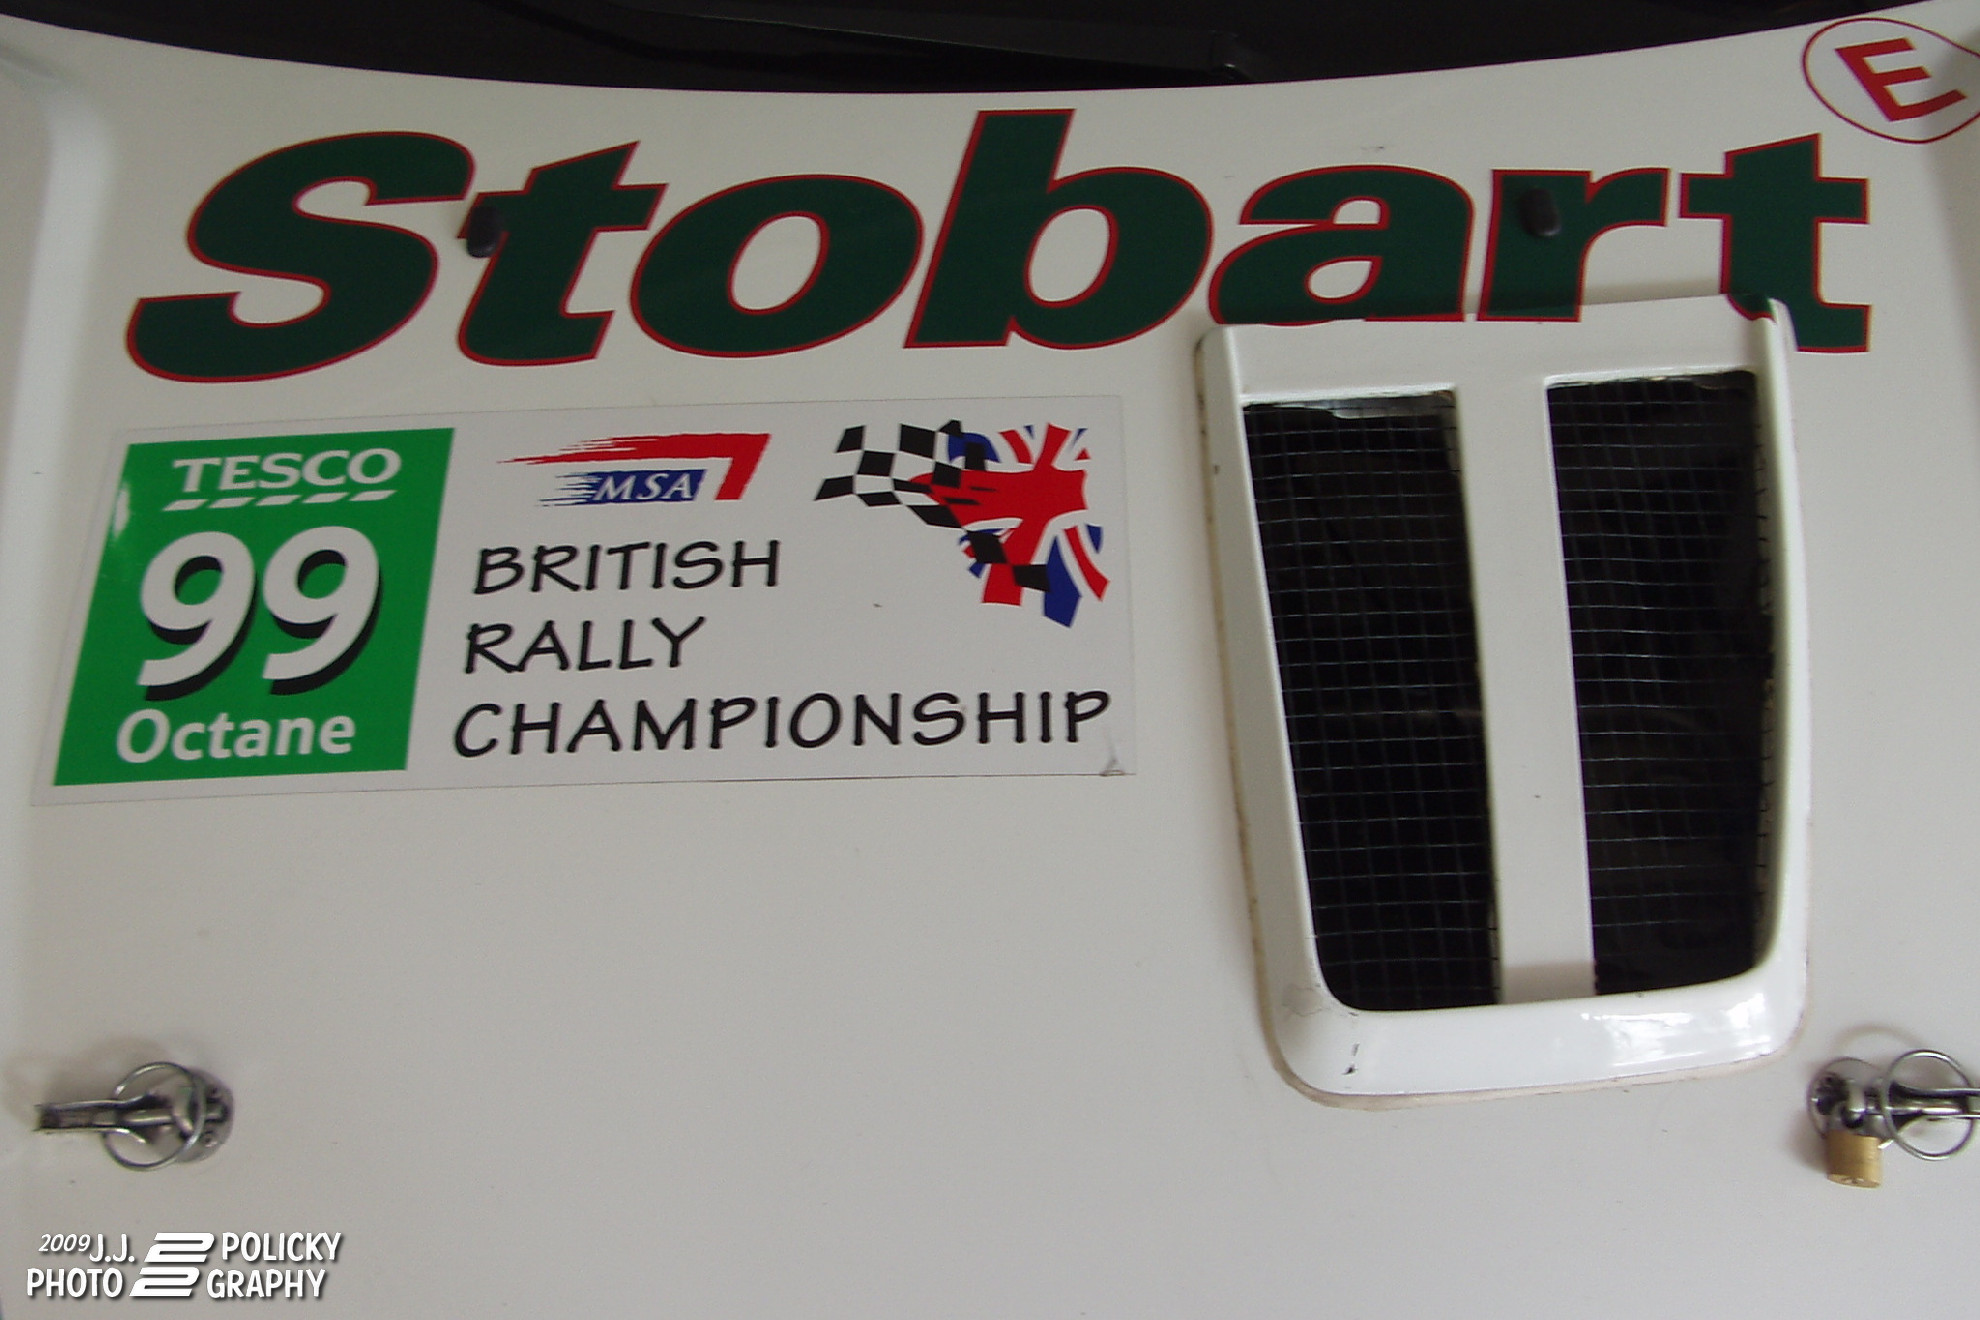 E
Stobart
TESCO
99
Octane
MSA
BRITISH
RALLY
CHAMPIONSHIP
2009 J.J. POLICKY
PHOTO GRAPHY